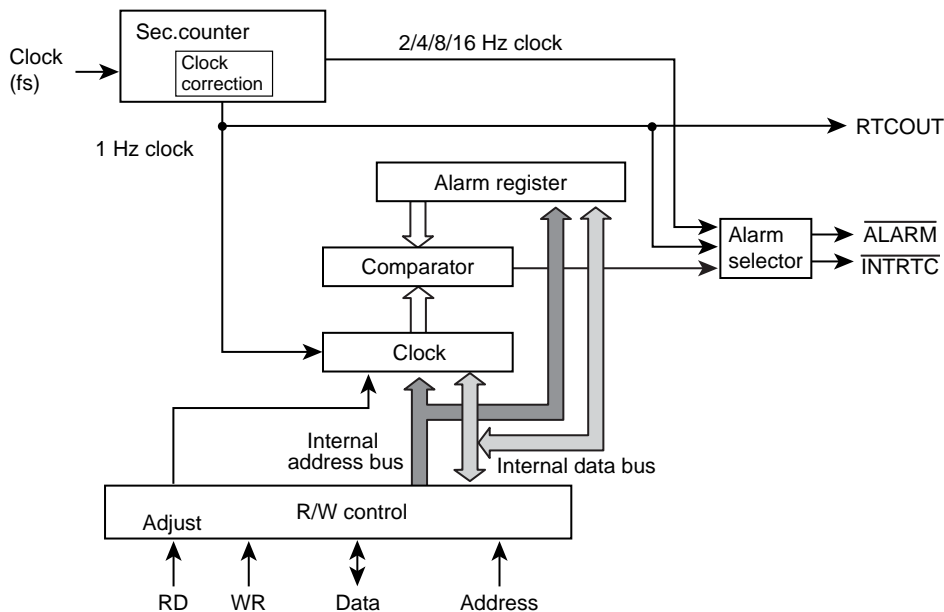 Sec.counter
Clock
correction
Clock
(fs)
2/4/8/16 Hz clock
RTCOUT
1 Hz clock
Alarm register
Alarm
selector
ALARM
INTRTC
Comparator
Clock
Internal
address bus
Internal data bus
R/W control
Adjust
RD
WR
Data
Address